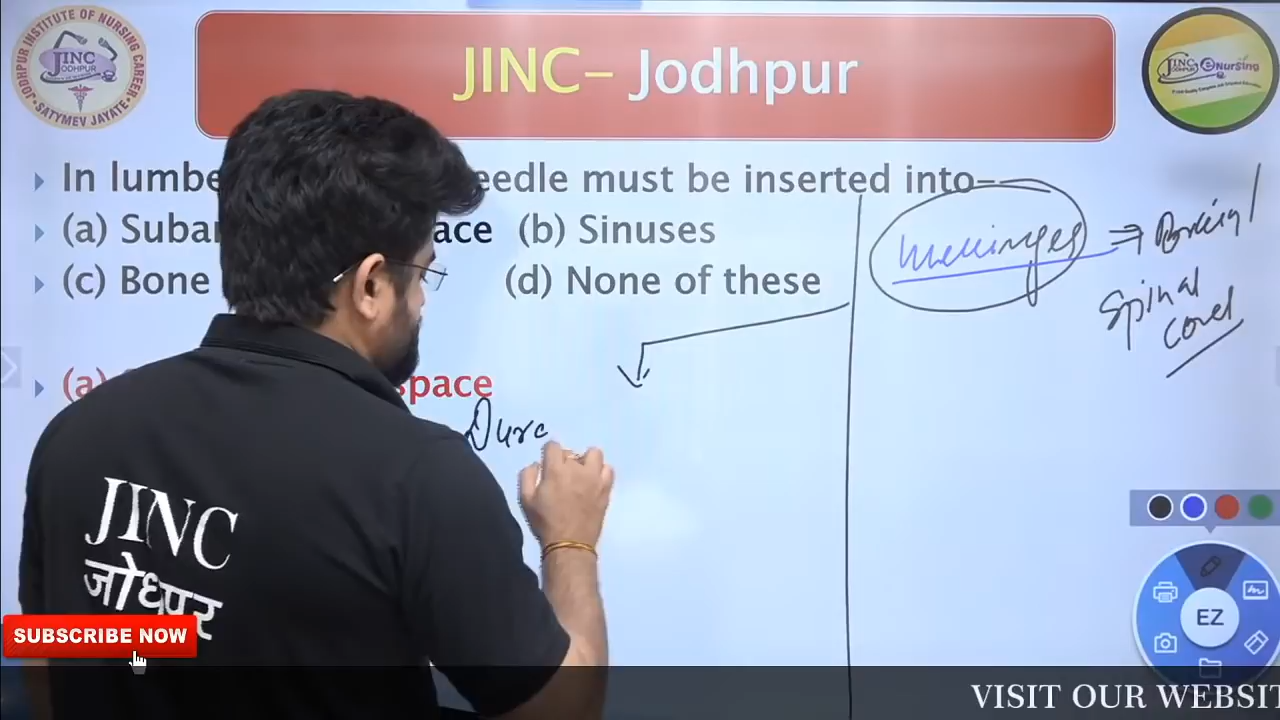 JODHPUR INSTITUTE OF NURSING CAREER
JINC
JODHPUR
SATYMEV JAYATE
JINC- Jodhpur
JINC
eNursing
In lumbe eedle must be inserted into-
(a) Subar ace (b) Sinuses
(c) Bone (d) None of these
(a) space
Meninges ⇒
Spinal
cord
Dura
JINC
जोधपुर
EZ
SUBSCRIBE NOW
VISIT OUR WEBSIT